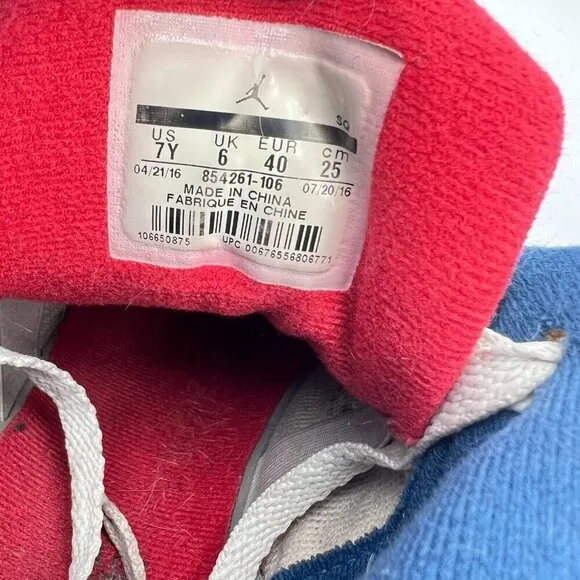 SQ
US UK EUR cm
7Y 6 40 25
04/21/16 854261-106 07/20/16
MADE IN CHINA
FABRIQUE EN CHINE
106650875 UPC 00676556806771